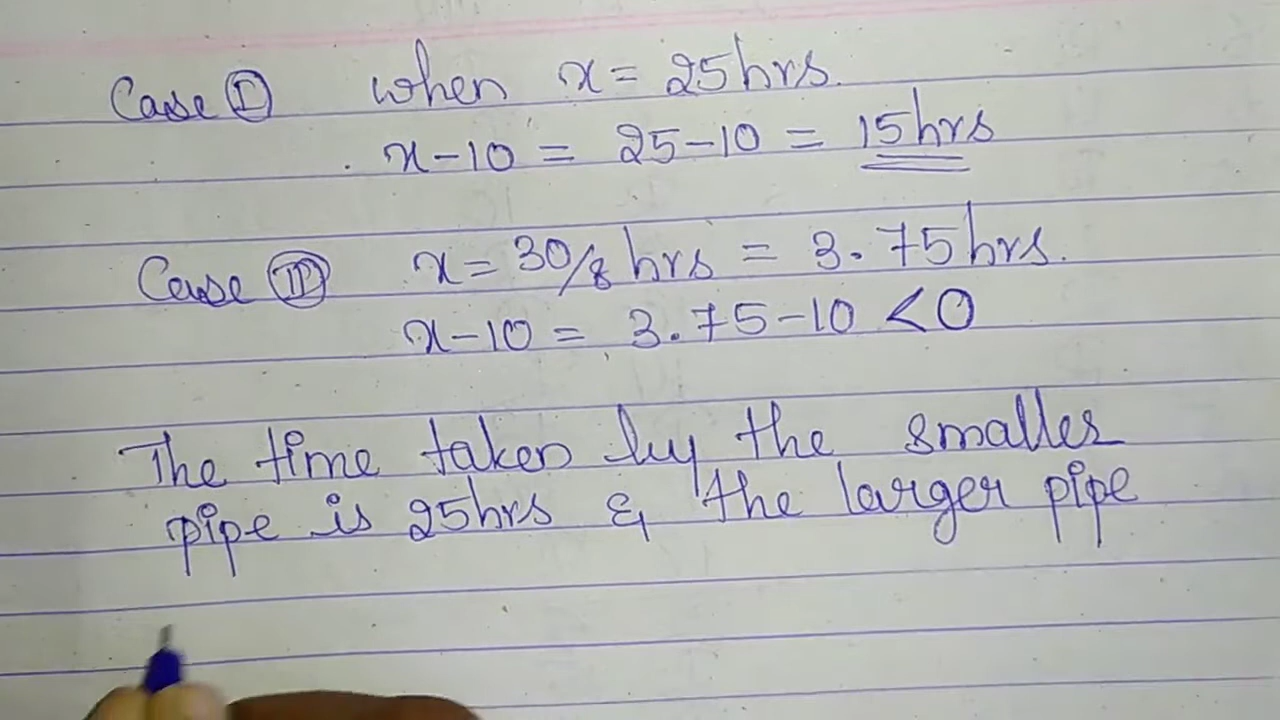 Case I when x = 25hrs.
x-10 = 25-10 = 15hrs
Case II x = 30/8 hrs = 3.75hrs.
x-10 = 3.75-10 < 0
The time taken by the smaller
pipe is 25hrs & the larger pipe